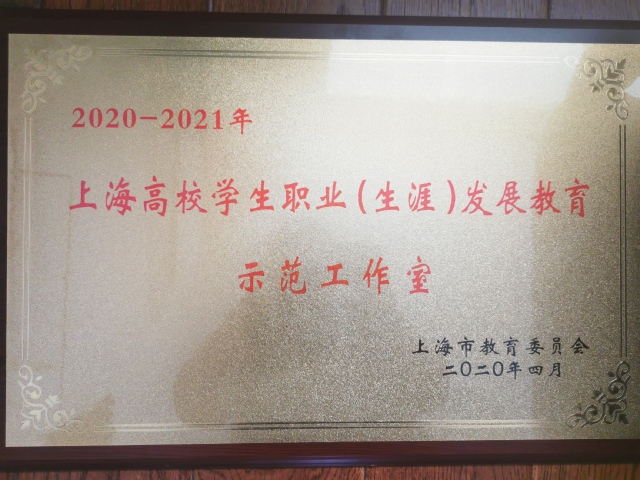 2020-2021年
上海高校学生职业(生涯)发展教育
示范工作室
上海市教育委员会
二〇二〇年四月